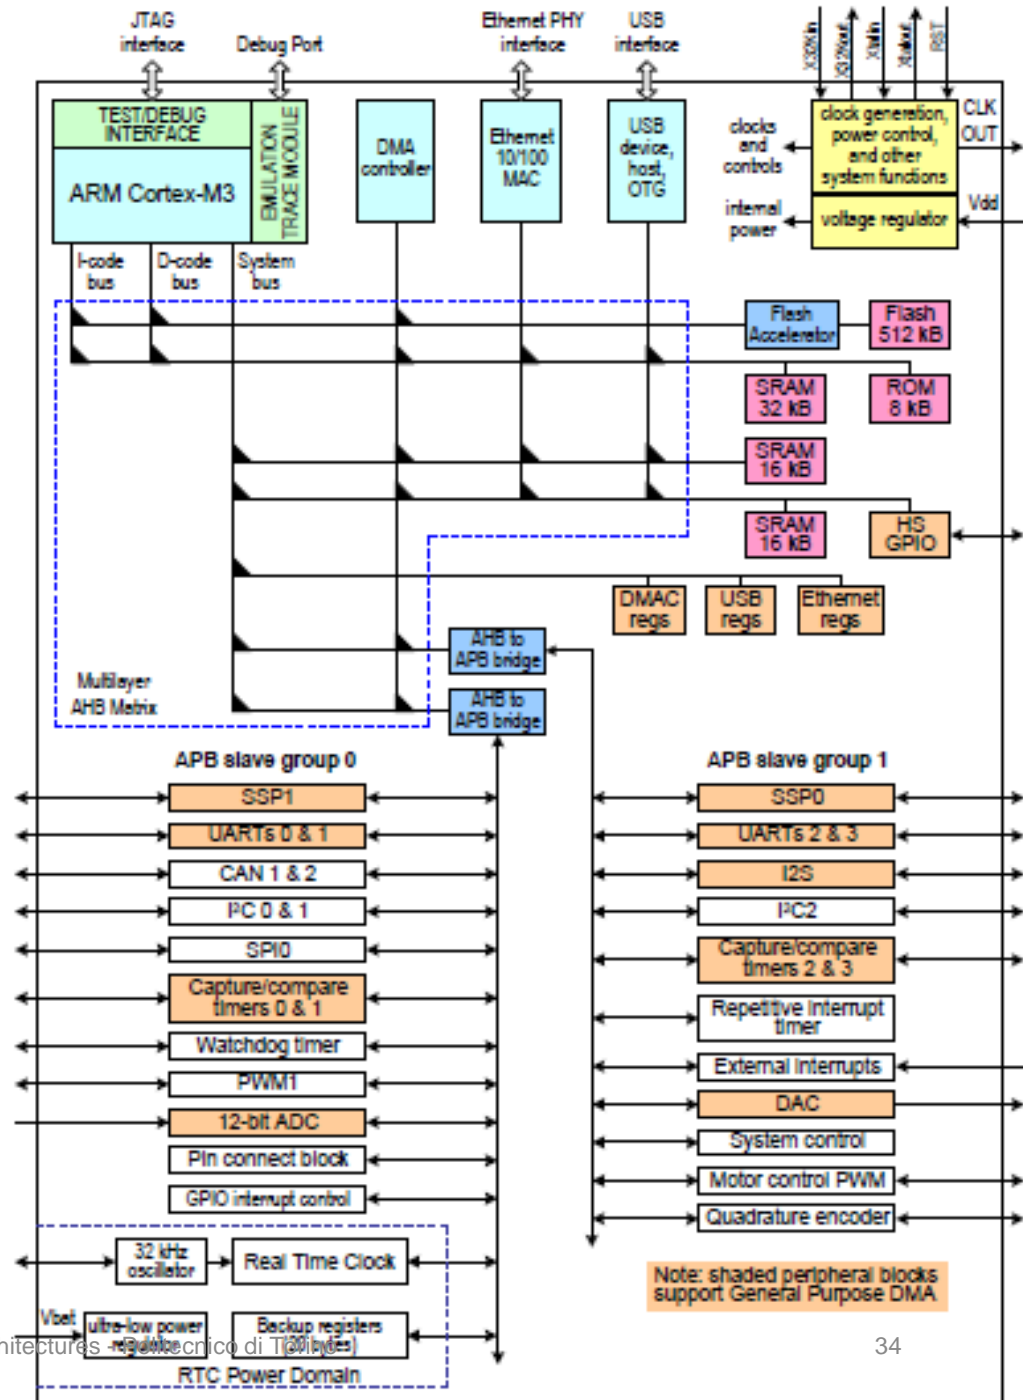 JTAG
interface
Debug Port
Ethernet PHY
interface
USB
interface
X32Kin
X32Kout
Xtalin
Xtalout
RST
TEST/DEBUG
INTERFACE
ARM Cortex-M3
EMULATION
TRACE MODULE
DMA
controller
Ethernet
10/100
MAC
USB
device,
host,
OTG
clocks
and
controls
clock generation,
power control,
and other
system functions
CLK
OUT
internal
power
voltage regulator
Vdd
I-code
bus
D-code
bus
System
bus
Flash
Accelerator
Flash
512 kB
SRAM
32 kB
ROM
8 kB
SRAM
16 kB
SRAM
16 kB
HS
GPIO
DMAC
regs
USB
regs
Ethernet
regs
AHB to
APB bridge
AHB to
APB bridge
Multilayer
AHB Matrix
APB slave group 0
SSP1
UARTs 0 & 1
CAN 1 & 2
I²C 0 & 1
SPI0
Capture/compare
timers 0 & 1
Watchdog timer
PWM1
12-bit ADC
Pin connect block
GPIO interrupt control
32 kHz
oscillator
Real Time Clock
Vbat
ultra-low power
regulator
Backup registers
(20 bytes)
RTC Power Domain
APB slave group 1
SSP0
UARTs 2 & 3
I2S
I²C2
Capture/compare
timers 2 & 3
Repetitive interrupt
timer
External interrupts
DAC
System control
Motor control PWM
Quadrature encoder
Note: shaded peripheral blocks
support General Purpose DMA
hitectures - Politecnico di Torino
34